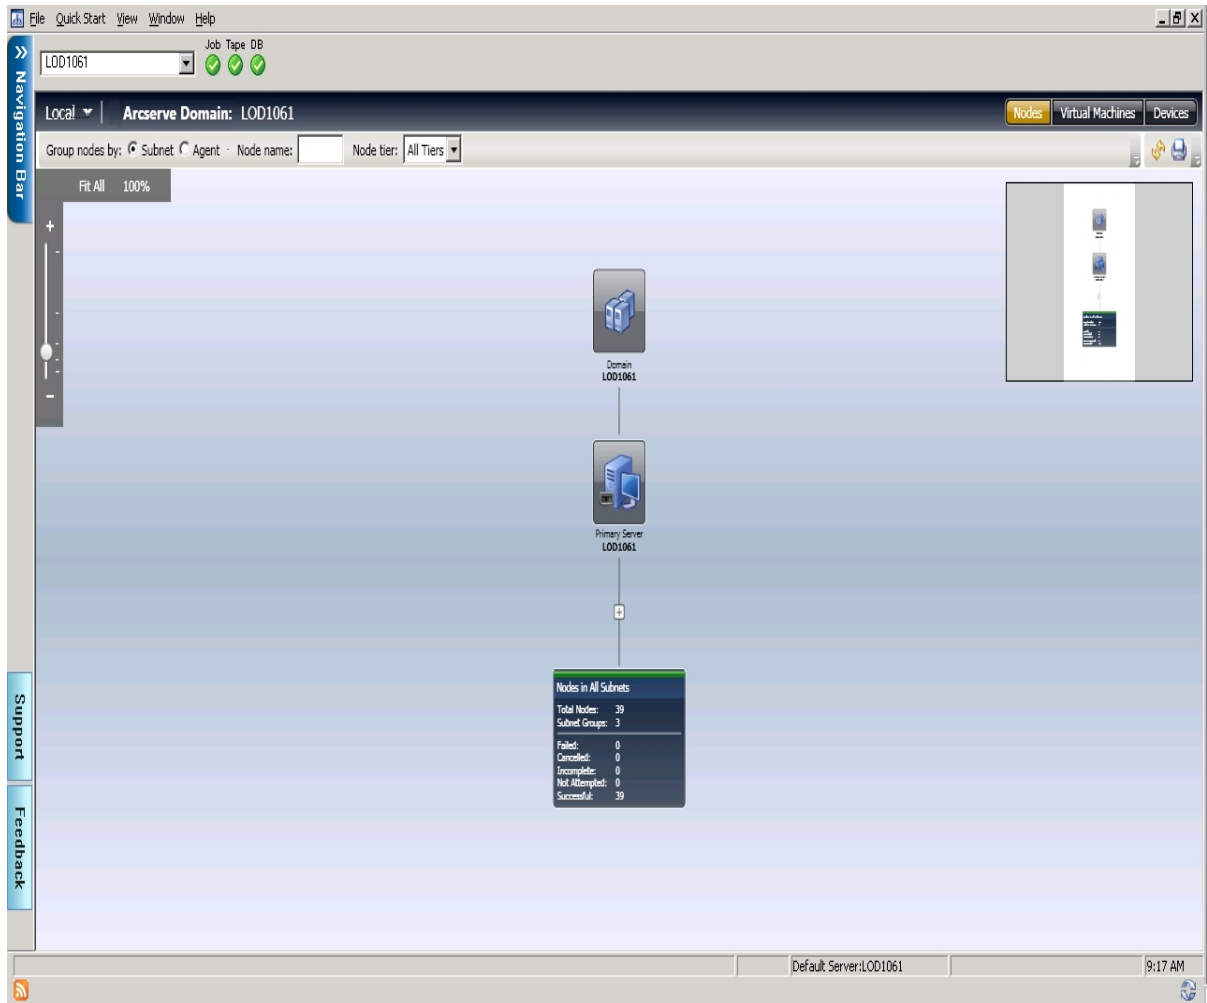 File Quick Start View Window Help
LOD1061
Job Tape DB
Navigation Bar
Local Arcserve Domain: LOD1061 Nodes Virtual Machines Devices
Group nodes by: Subnet Agent Node name: Node tier: All Tiers
Fit All 100%
Domain
LOD1061
Primary Server
LOD1061
Nodes in All Subnets
Total Nodes: 39
Subnet Groups: 3
Failed: 0
Cancelled: 0
Incomplete: 0
Not Attempted: 0
Successful: 39
Support
Feedback
Default Server:LOD1061 9:17 AM